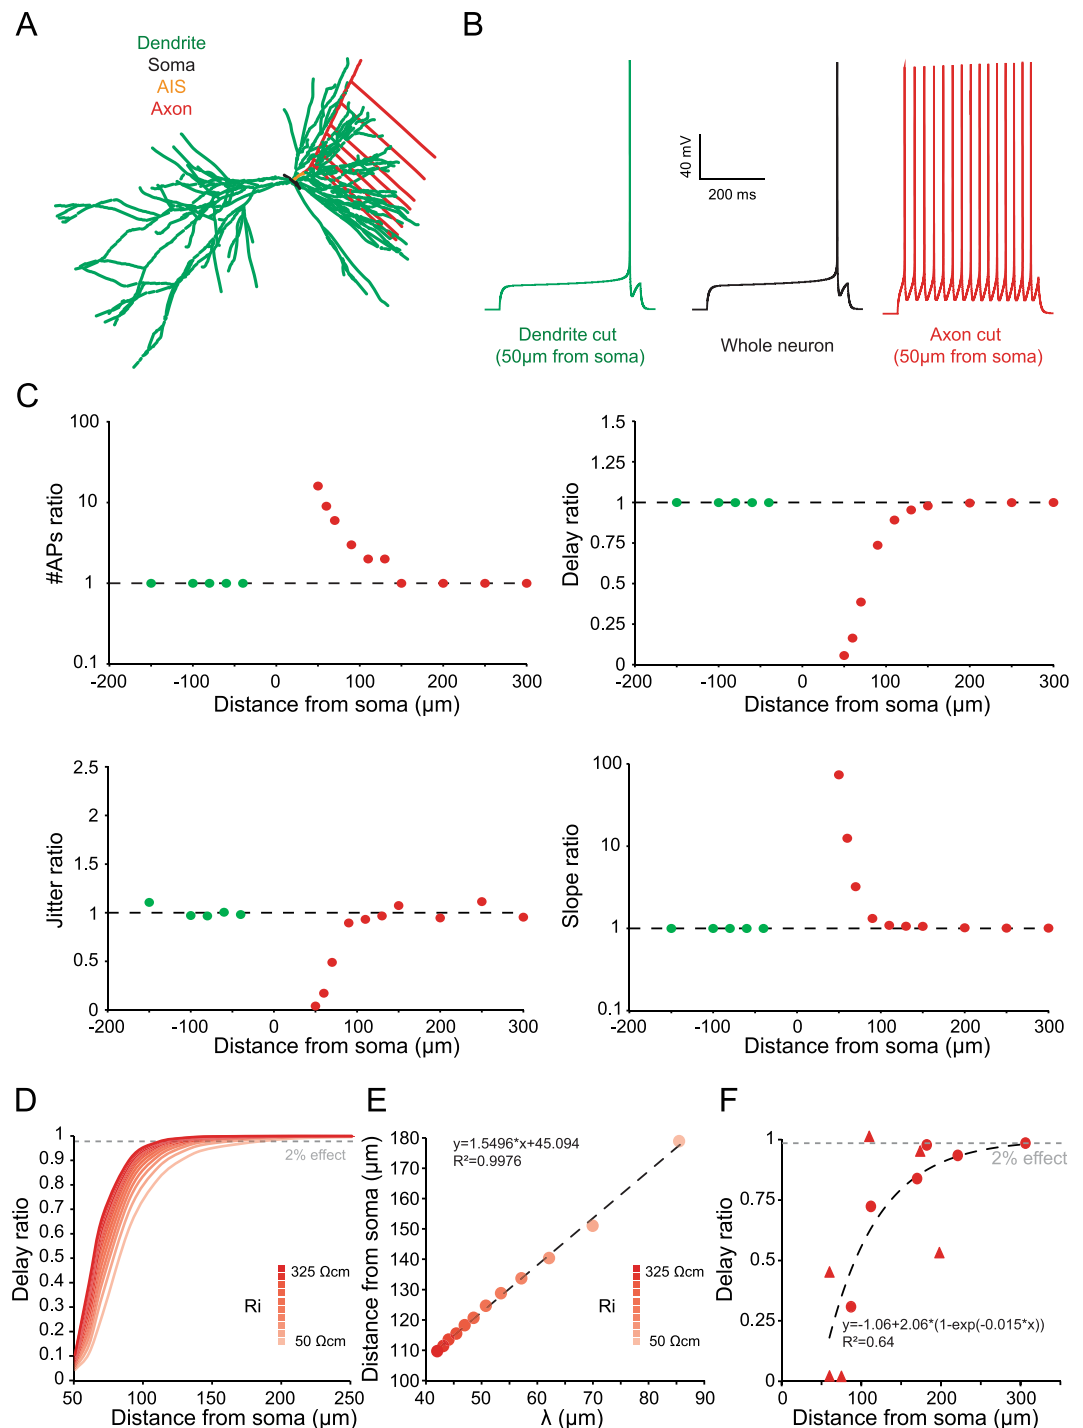 A
Dendrite
Soma
AIS
Axon
B
40 mV
200 ms
Dendrite cut
(50µm from soma)
Whole neuron
Axon cut
(50µm from soma)
C
#APs ratio
100
10
1
0.1
-200
-100
0
100
200
300
Distance from soma (µm)
Delay ratio
1.5
1.25
1
0.75
0.5
0.25
0
-200
-100
0
100
200
300
Distance from soma (µm)
Jitter ratio
2.5
2
1.5
1
0.5
0
-200
-100
0
100
200
300
Distance from soma (µm)
Slope ratio
100
10
1
0.1
-200
-100
0
100
200
300
Distance from soma (µm)
D
Delay ratio
1
0.9
0.8
0.7
0.6
0.5
0.4
0.3
0.2
0.1
0
2% effect
Ri
325 Ωcm
50 Ωcm
50
100
150
200
250
Distance from soma (µm)
E
Distance from soma (µm)
180
170
160
150
140
130
120
110
100
y=1.5496*x+45.094
R²=0.9976
Ri
325 Ωcm
50 Ωcm
40
50
60
70
80
90
λ (µm)
F
Delay ratio
1
0.75
0.5
0.25
0
2% effect
y=-1.06+2.06*(1-exp(-0.015*x))
R²=0.64
0
100
200
300
Distance from soma (µm)